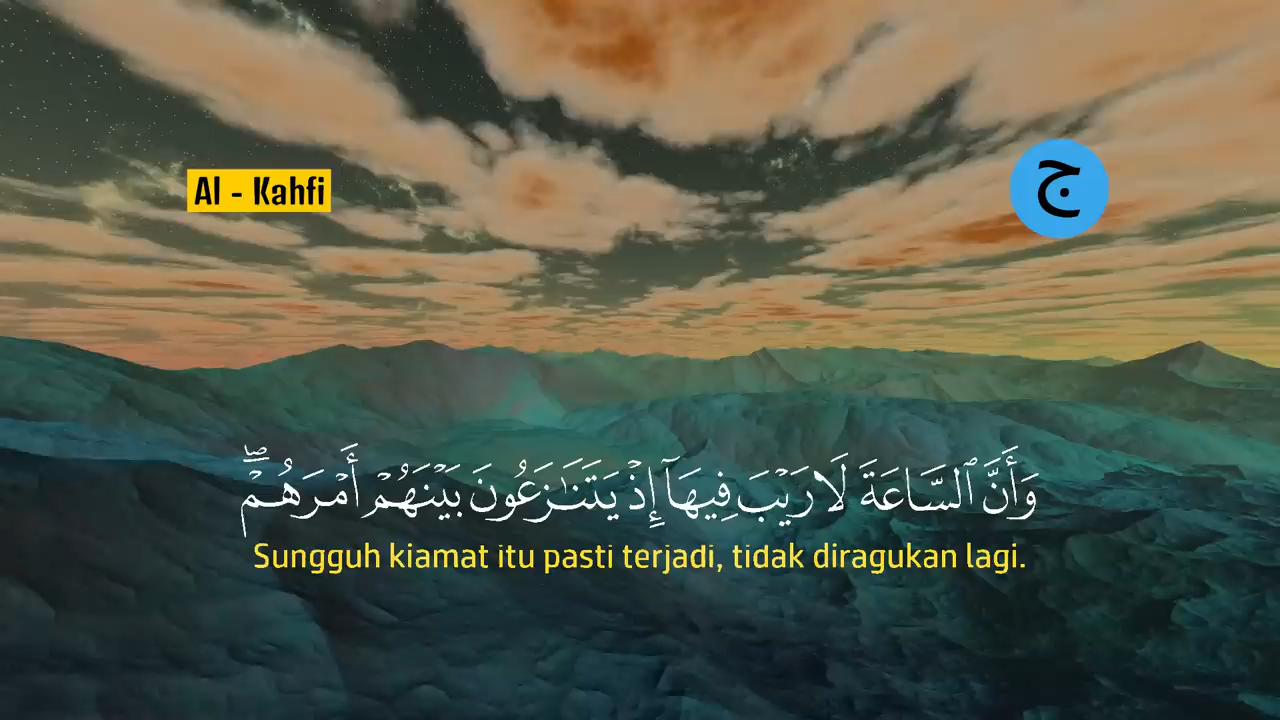 Al - Kahfi
ج
وَأَنَّ ٱلسَّاعَةَ لَا رَيۡبَ فِيهَآ إِذۡ يَتَنَٰزَعُونَ بَيۡنَهُمۡ أَمۡرَهُمۡۖ
Sungguh kiamat itu pasti terjadi, tidak diragukan lagi.